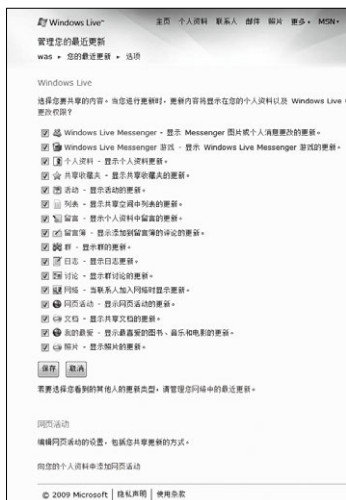 Windows Live™ 主页 个人资料 联系人 邮件 照片 更多▾ MSN▾
管理您的最近更新
was ▸ 您的最近更新 ▸ 选项
Windows Live
选择您要共享的内容。当您进行更新时，更新内容将显示在您的个人资料以及 Windows Live
更改权限?
Windows Live Messenger - 显示 Messenger 图片或个人消息更改的更新。
Windows Live Messenger 游戏 - 显示 Windows Live Messenger 游戏的更新。
个人资料 - 显示个人资料更新。
共享收藏夹 - 显示共享收藏夹的更新。
活动 - 显示活动的更新。
列表 - 显示共享空间中列表的更新。
留言 - 显示个人资料中留言的更新。
留言簿 - 显示添加到留言簿的评论的更新。
群 - 显示群的更新。
日志 - 显示日志更新。
讨论 - 显示群讨论的更新。
网络 - 当联系人加入网络时显示更新。
网页活动 - 显示网页活动的更新。
文档 - 显示共享文档的更新。
我的最爱 - 显示最喜爱的图书、音乐和电影的更新。
照片 - 显示照片的更新。
保存 取消
若要选择您看到的其他人的更新类型，请管理您网络中的最近更新。
网页活动
编辑网页活动的设置，包括您共享更新的方式。
向您的个人资料中添加网页活动
© 2009 Microsoft | 隐私声明 | 使用条款